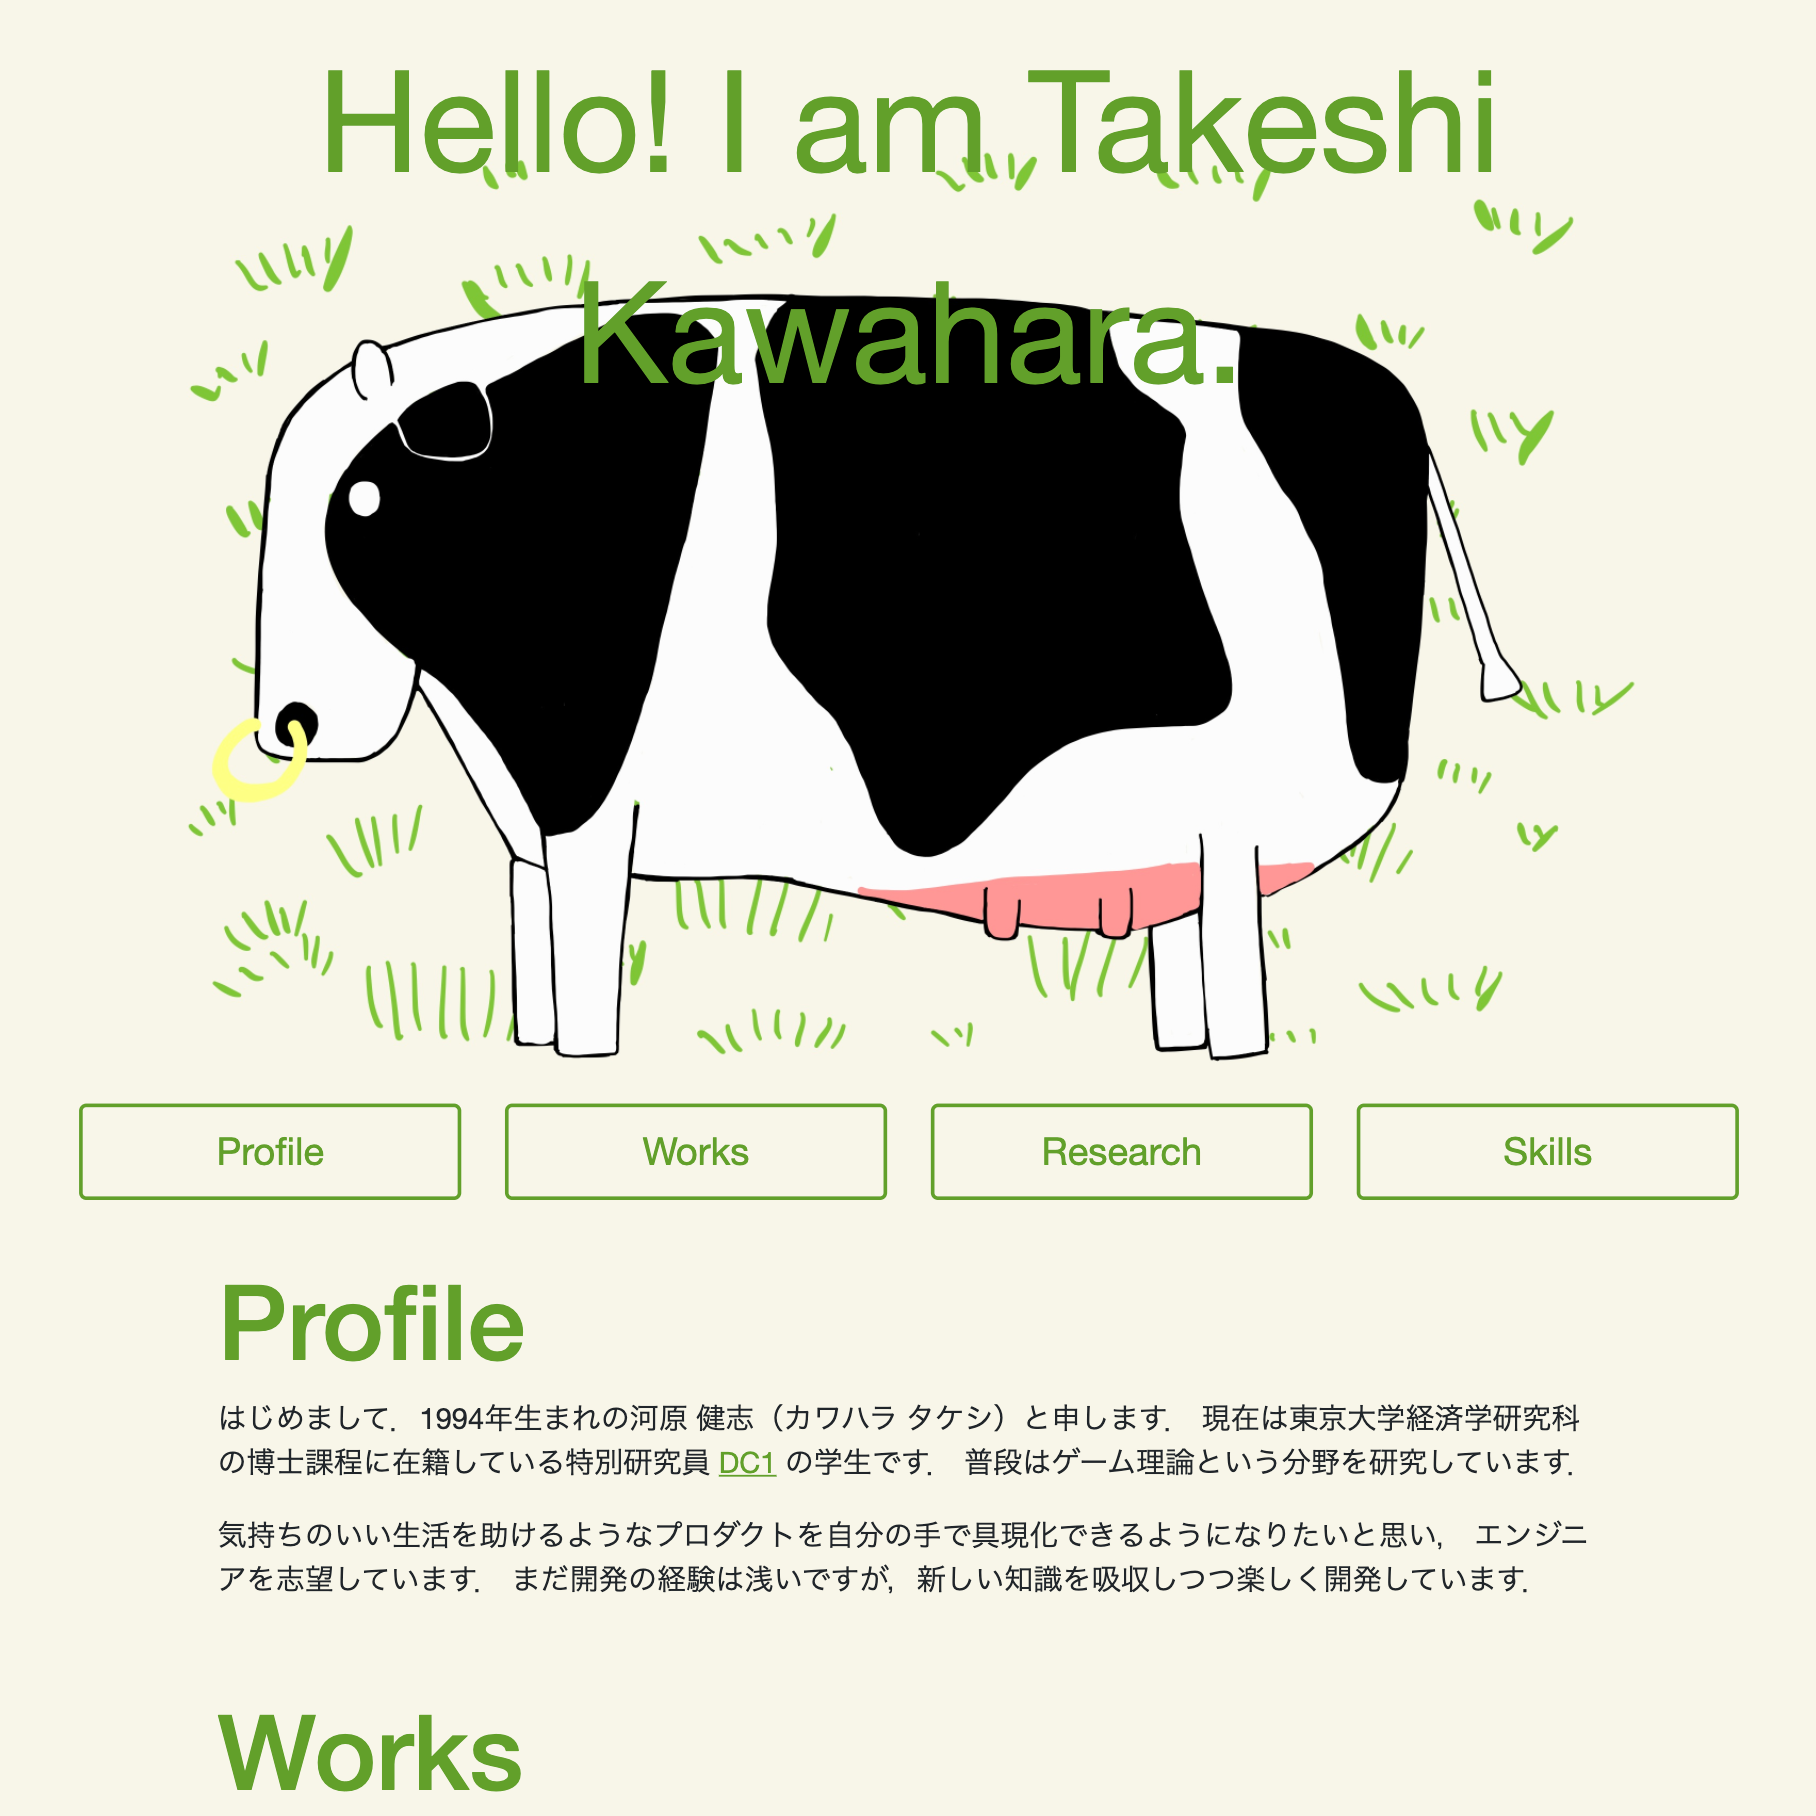 Hello! I am Takeshi
Kawahara.
Profile
Works
Research
Skills
Profile
はじめまして．1994年生まれの河原 健志（カワハラ タケシ）と申します． 現在は東京大学経済学研究科
の博士課程に在籍している特別研究員 DC1 の学生です． 普段はゲーム理論という分野を研究しています．
気持ちのいい生活を助けるようなプロダクトを自分の手で具現化できるようになりたいと思い， エンジニ
アを志望しています． まだ開発の経験は浅いですが，新しい知識を吸収しつつ楽しく開発しています．
Works